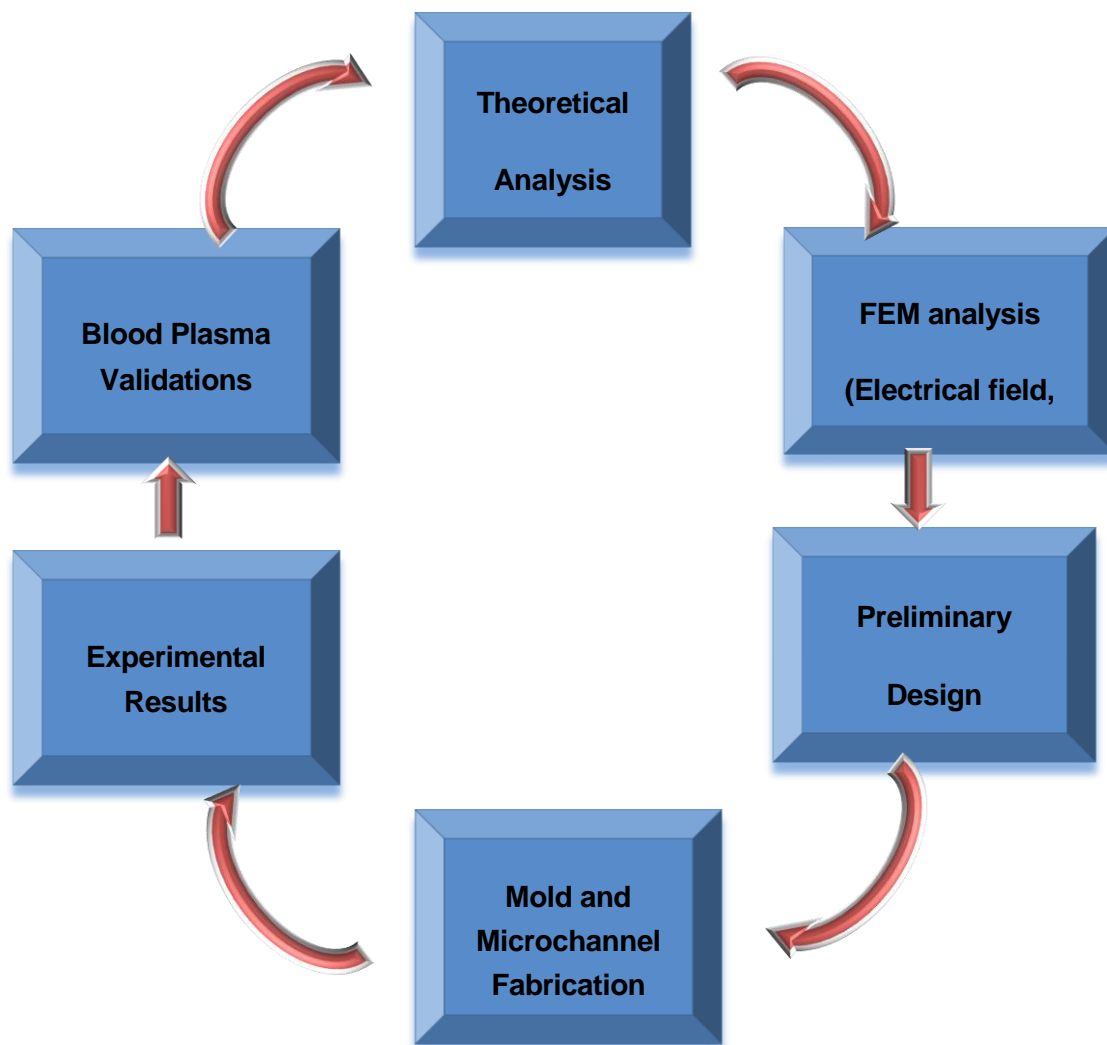 Theoretical
Analysis
FEM analysis
(Electrical field,
Preliminary
Design
Mold and
Microchannel
Fabrication
Experimental
Results
Blood Plasma
Validations